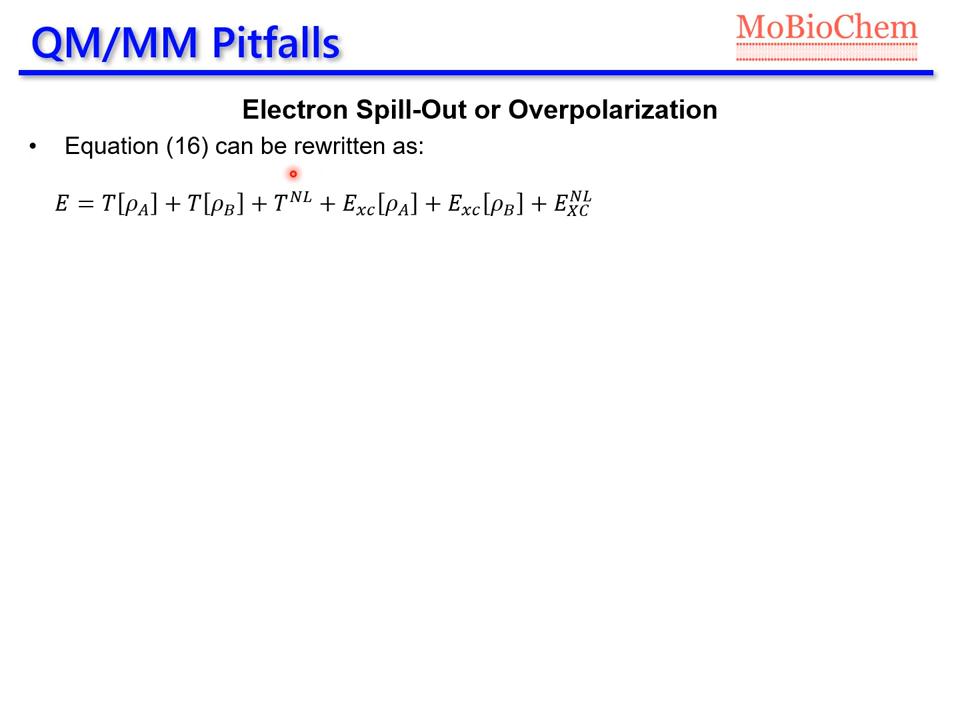 QM/MM Pitfalls
MoBioChem
Electron Spill-Out or Overpolarization
• Equation (16) can be rewritten as:
𝐸 = 𝑇[𝜌_𝐴] + 𝑇[𝜌_𝐵] + 𝑇^{𝑁𝐿} + 𝐸_{𝑥𝑐}[𝜌_𝐴] + 𝐸_{𝑥𝑐}[𝜌_𝐵] + 𝐸_{𝑋𝐶}^{𝑁𝐿}